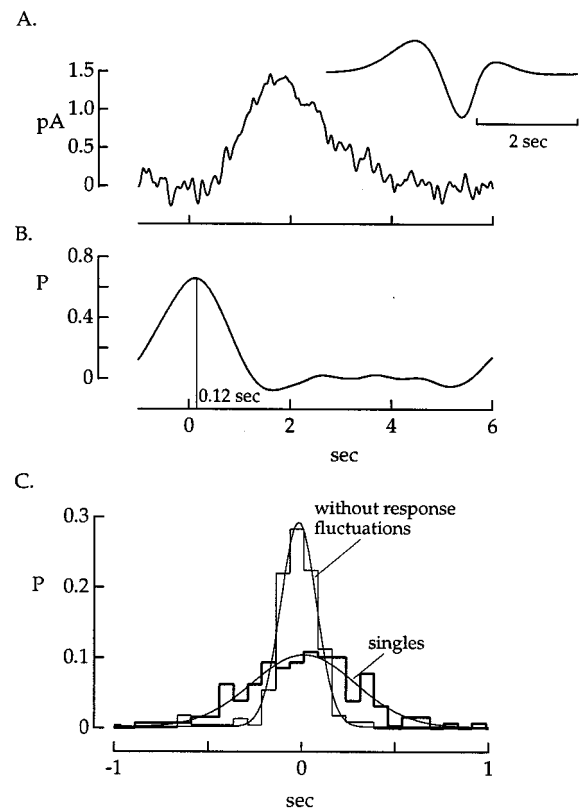 A.
1.5
1.0
pA
0.5
0
2 sec
B.
0.8
P
0.4
0
0.12 sec
0 2 4 6
sec
C.
without response
fluctuations
0.3
P
0.2
singles
0.1
0
-1 0 1
sec